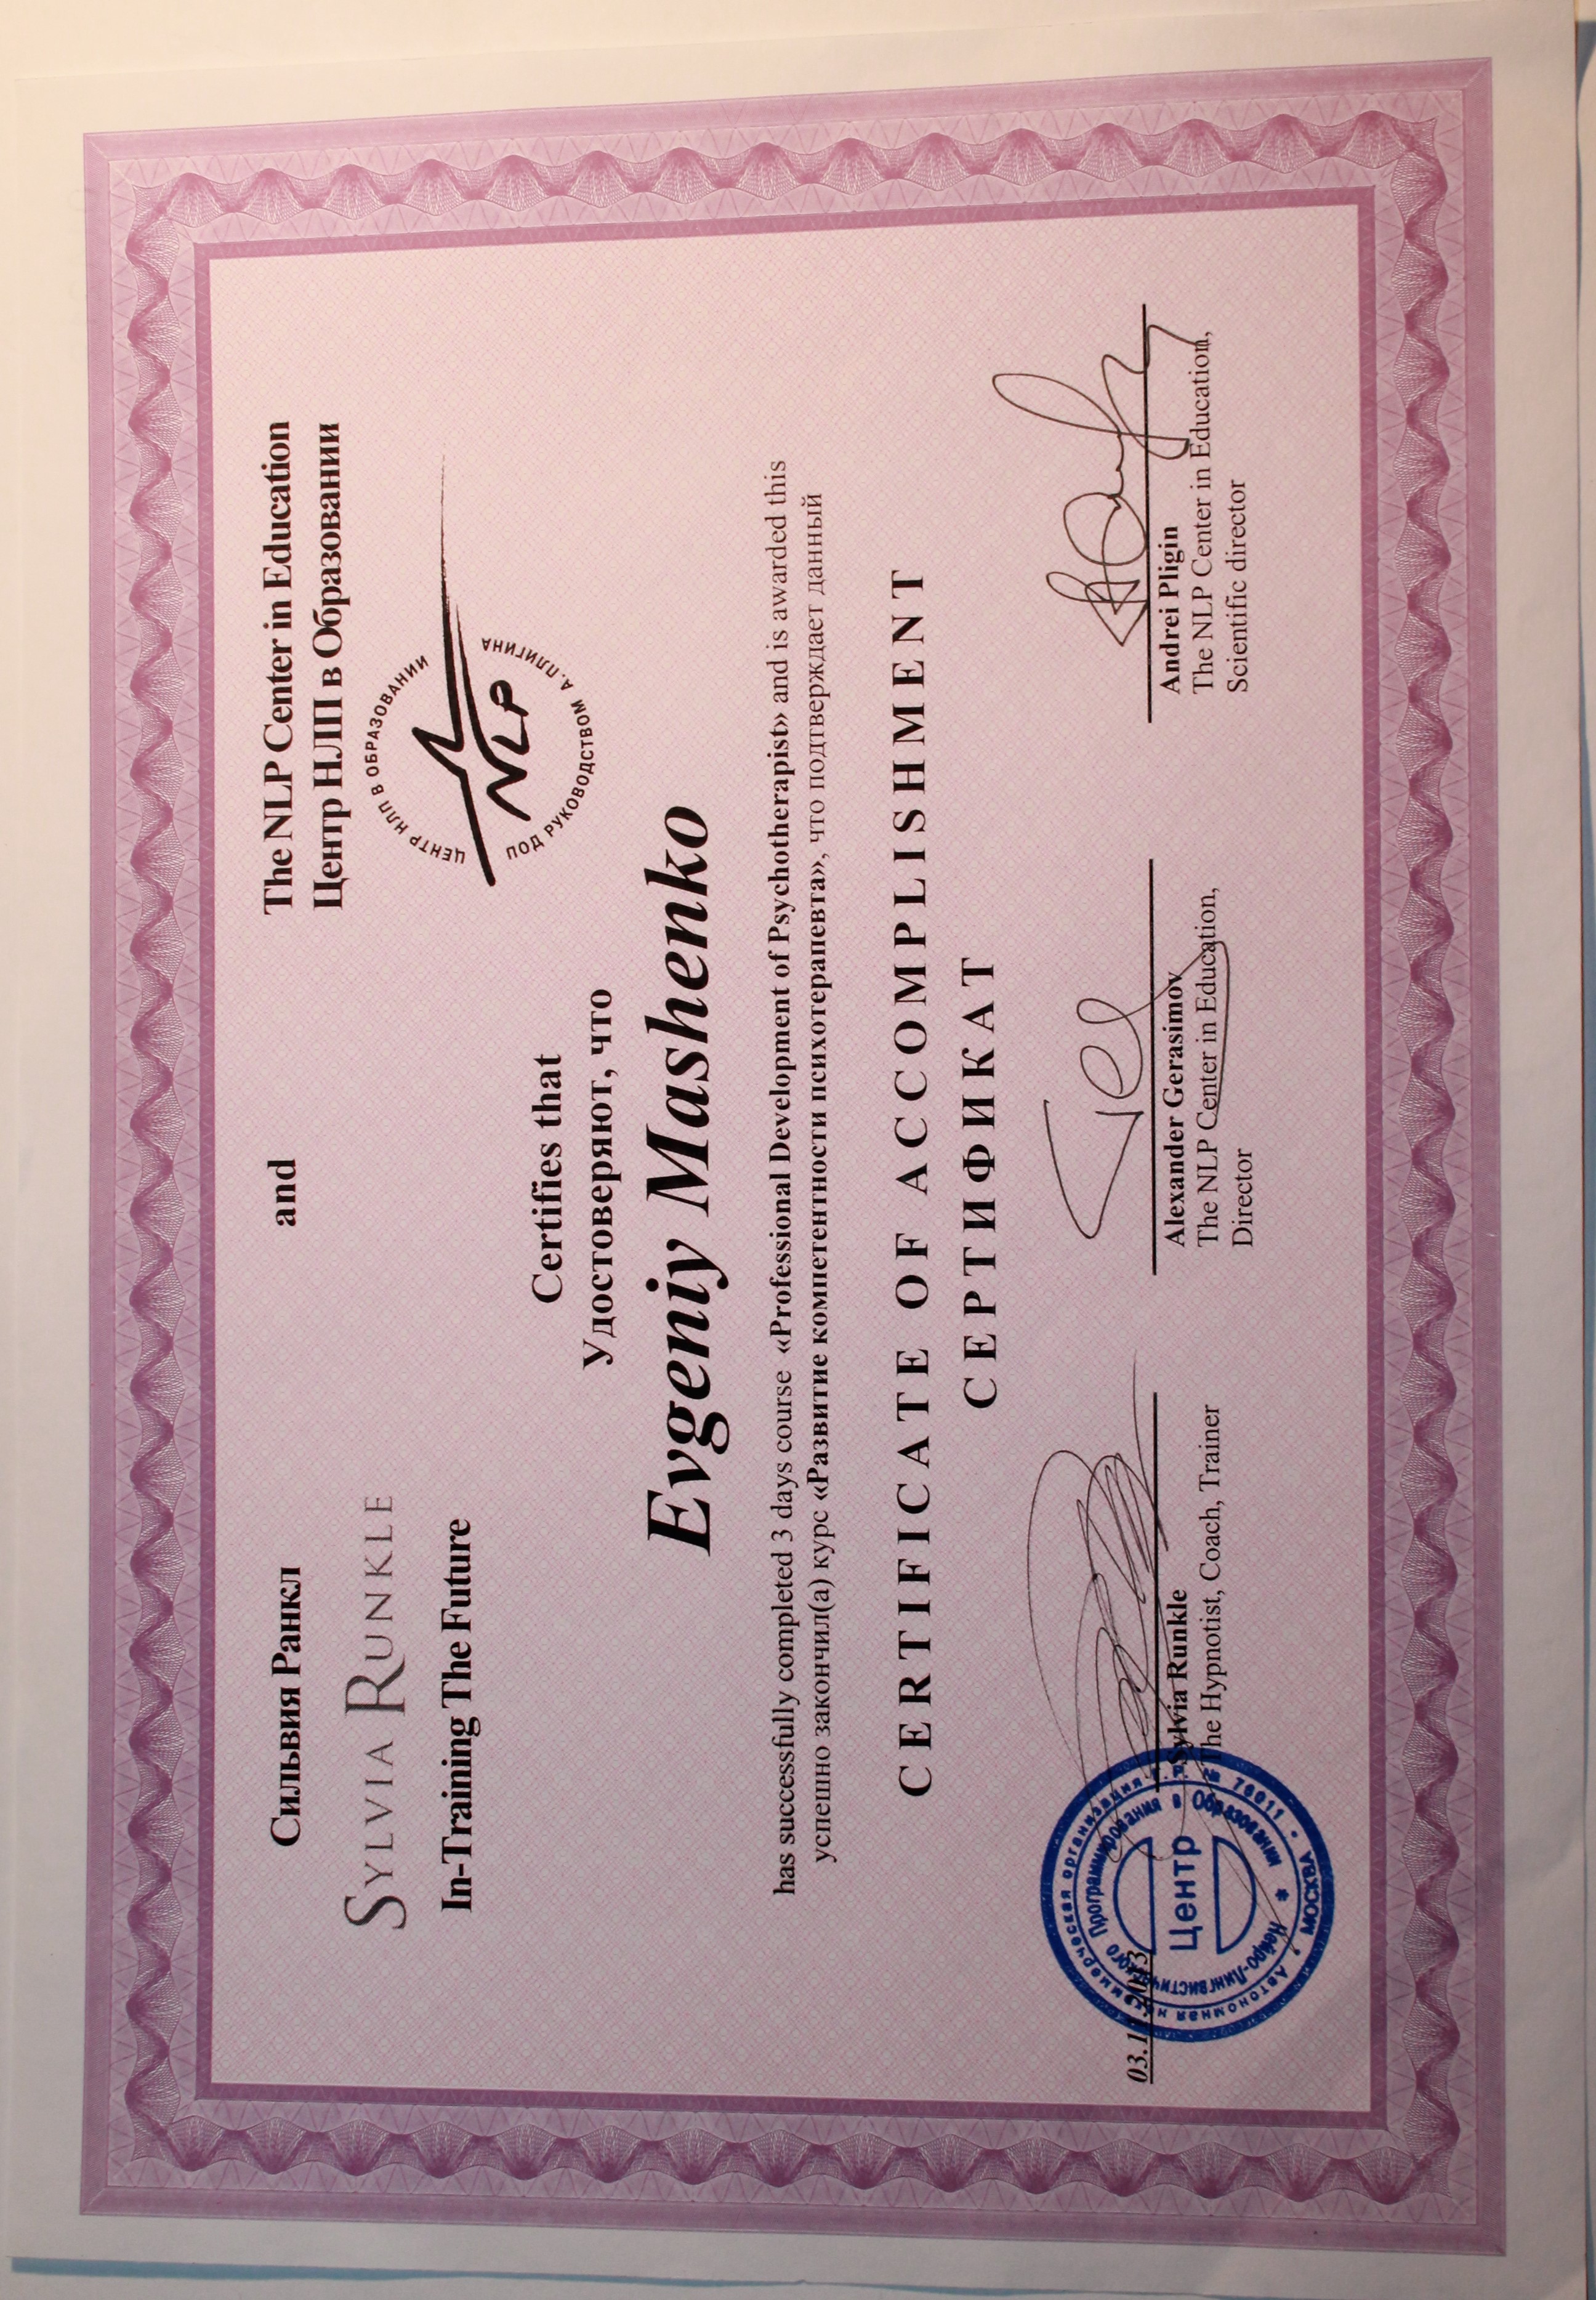 Сильвия Ранкл
SYLVIA RUNKLE
In-Training The Future
and
The NLP Center in Education
Центр НЛП в Образовании
ЦЕНТР НЛП В ОБРАЗОВАНИИ
NLP
ПОД РУКОВОДСТВОМ А.ПЛИГИНА
Certifies that
Удостоверяют, что
Evgeniy Mashenko
has successfully completed 3 days course «Professional Development of Psychotherapist» and is awarded this
успешно закончил(а) курс «Развитие компетентности психотерапевта», что подтверждает данный
CERTIFICATE OF ACCOMPLISHMENT
СЕРТИФИКАТ
03.11.2013
Автономная некоммерческая организация Г.Р. № 76011 • МОСКВА
Нейро-Лингвистического Программирования в Образовании
Центр
Sylvia Runkle
The Hypnotist, Coach, Trainer
Alexander Gerasimov
The NLP Center in Education,
Director
Andrei Pligin
The NLP Center in Education,
Scientific director